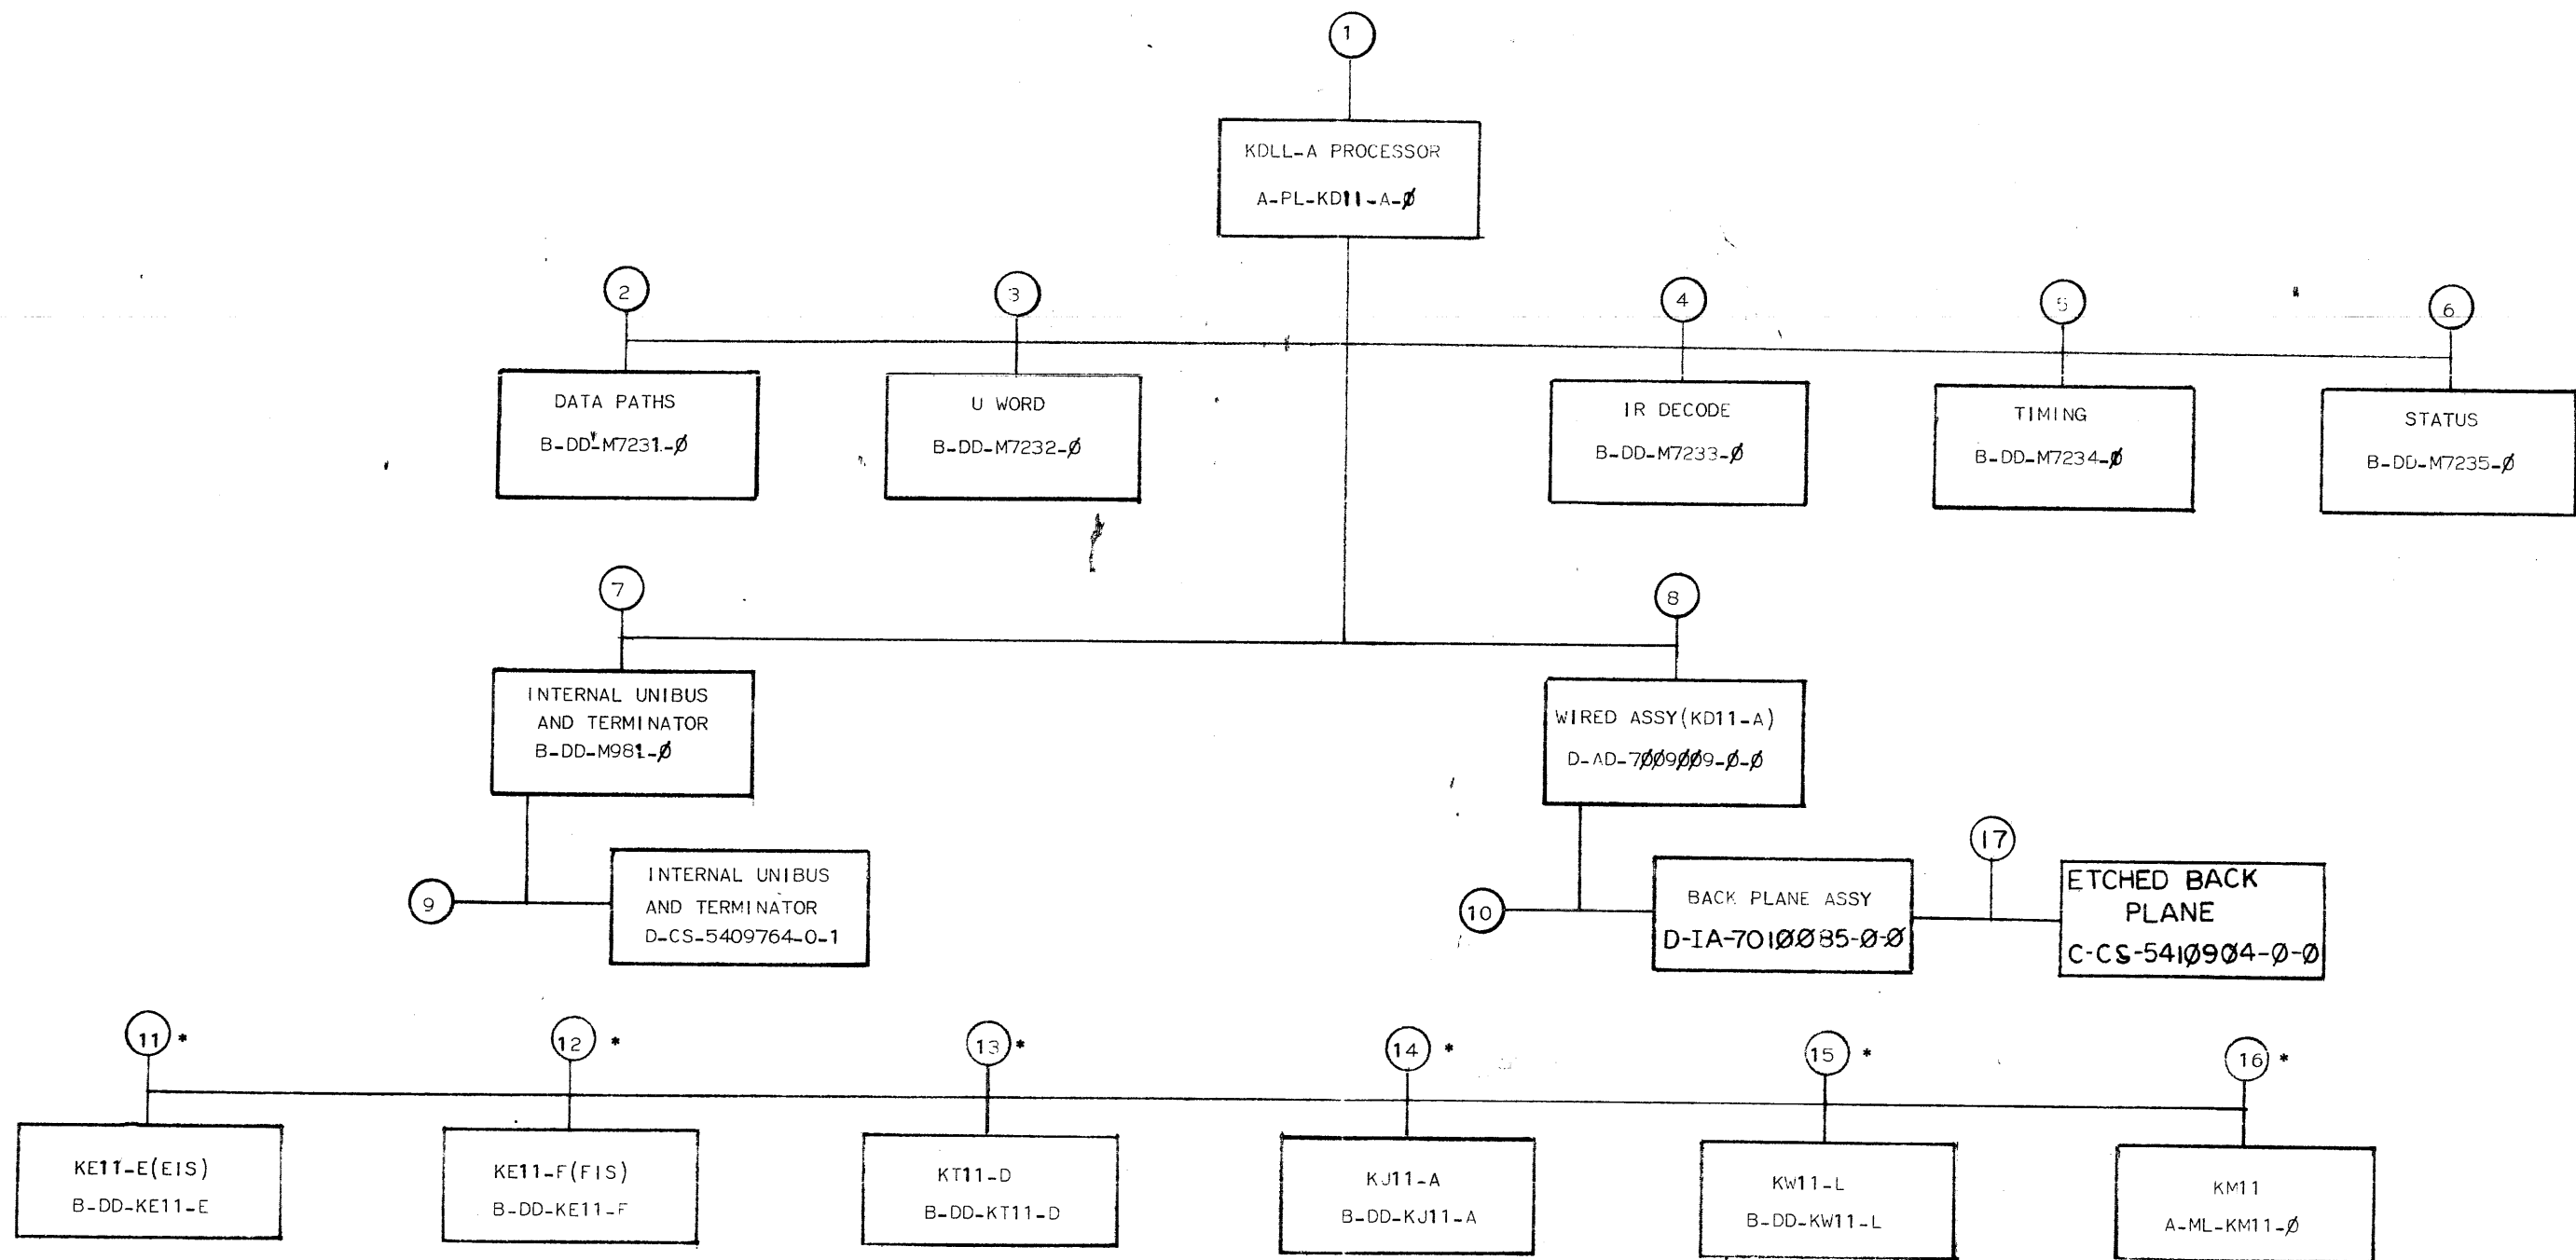 1
KDLL-A PROCESSOR
A-PL-KD11-A-Ø
2
3
4
5
6
DATA PATHS
B-DD-M7231-Ø
U WORD
B-DD-M7232-Ø
IR DECODE
B-DD-M7233-Ø
TIMING
B-DD-M7234-Ø
STATUS
B-DD-M7235-Ø
7
8
INTERNAL UNIBUS
AND TERMINATOR
B-DD-M981-Ø
WIRED ASSY(KD11-A)
D-AD-7ØØ9ØØ9-Ø-Ø
9
INTERNAL UNIBUS
AND TERMINATOR
D-CS-5409764-0-1
10
BACK PLANE ASSY
D-IA-701ØØ85-Ø-Ø
17
ETCHED BACK
PLANE
C-CS-541Ø9Ø4-Ø-Ø
11 *
12 *
13 *
14 *
15 *
16 *
KE11-E(EIS)
B-DD-KE11-E
KE11-F(FIS)
B-DD-KE11-F
KT11-D
B-DD-KT11-D
KJ11-A
B-DD-KJ11-A
KW11-L
B-DD-KW11-L
KM11
A-ML-KM11-Ø